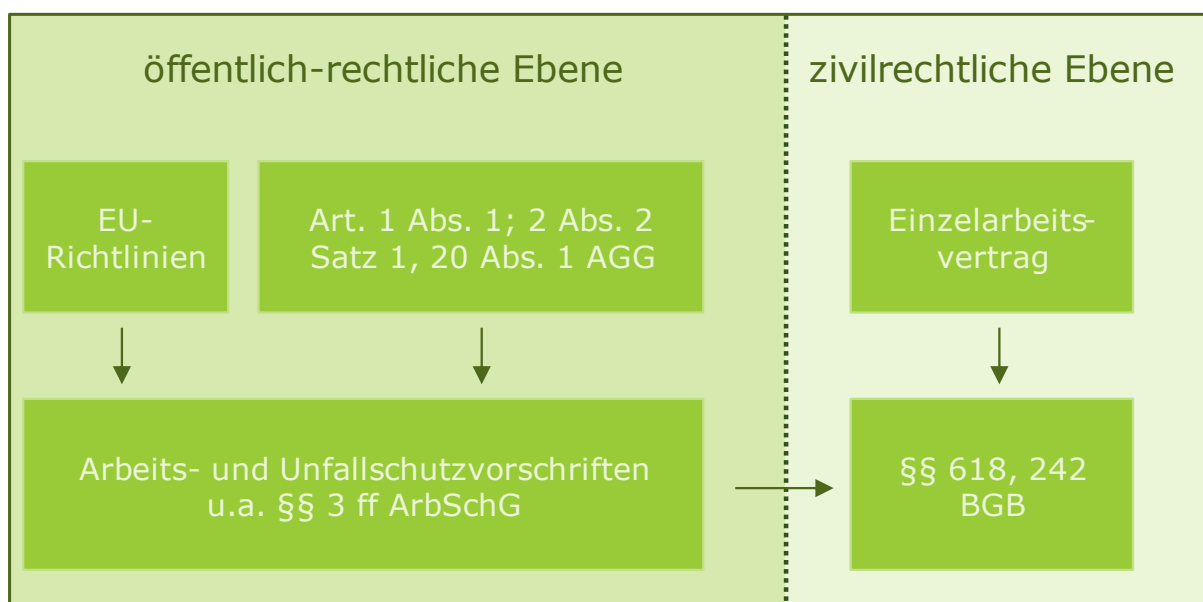 öffentlich-rechtliche Ebene
zivilrechtliche Ebene
EU-
Richtlinien
Art. 1 Abs. 1; 2 Abs. 2
Satz 1, 20 Abs. 1 AGG
Einzelarbeits-
vertrag
Arbeits- und Unfallschutzvorschriften
u.a. §§ 3 ff ArbSchG
§§ 618, 242
BGB